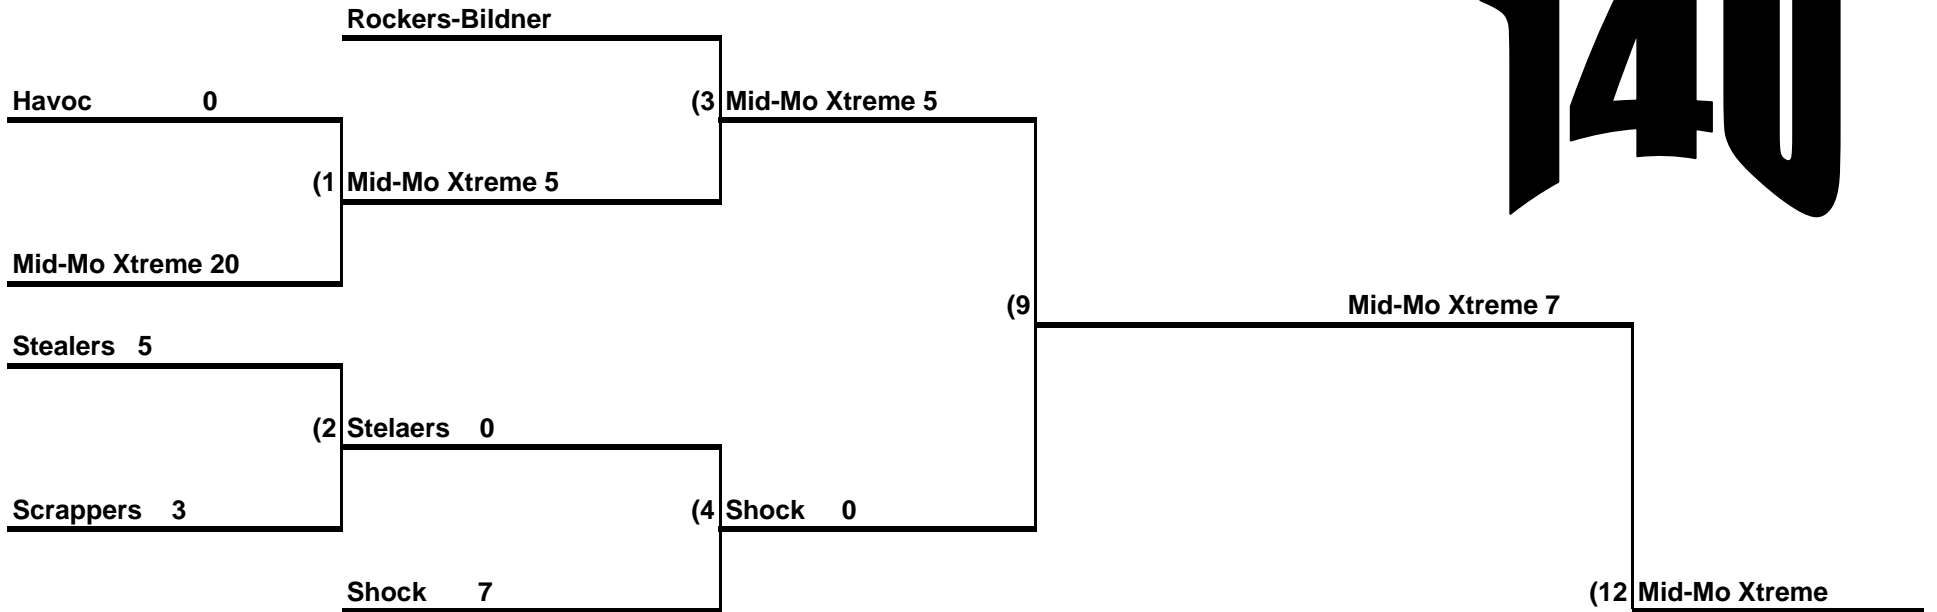 Rockers-Bildner
140
Havoc 0
(3 Mid-Mo Xtreme 5
(1 Mid-Mo Xtreme 5
Mid-Mo Xtreme 20
(9 Mid-Mo Xtreme 7
Stealers 5
(2 Stelaers 0
Scrappers 3
(4 Shock 0
Shock 7
(12 Mid-Mo Xtreme